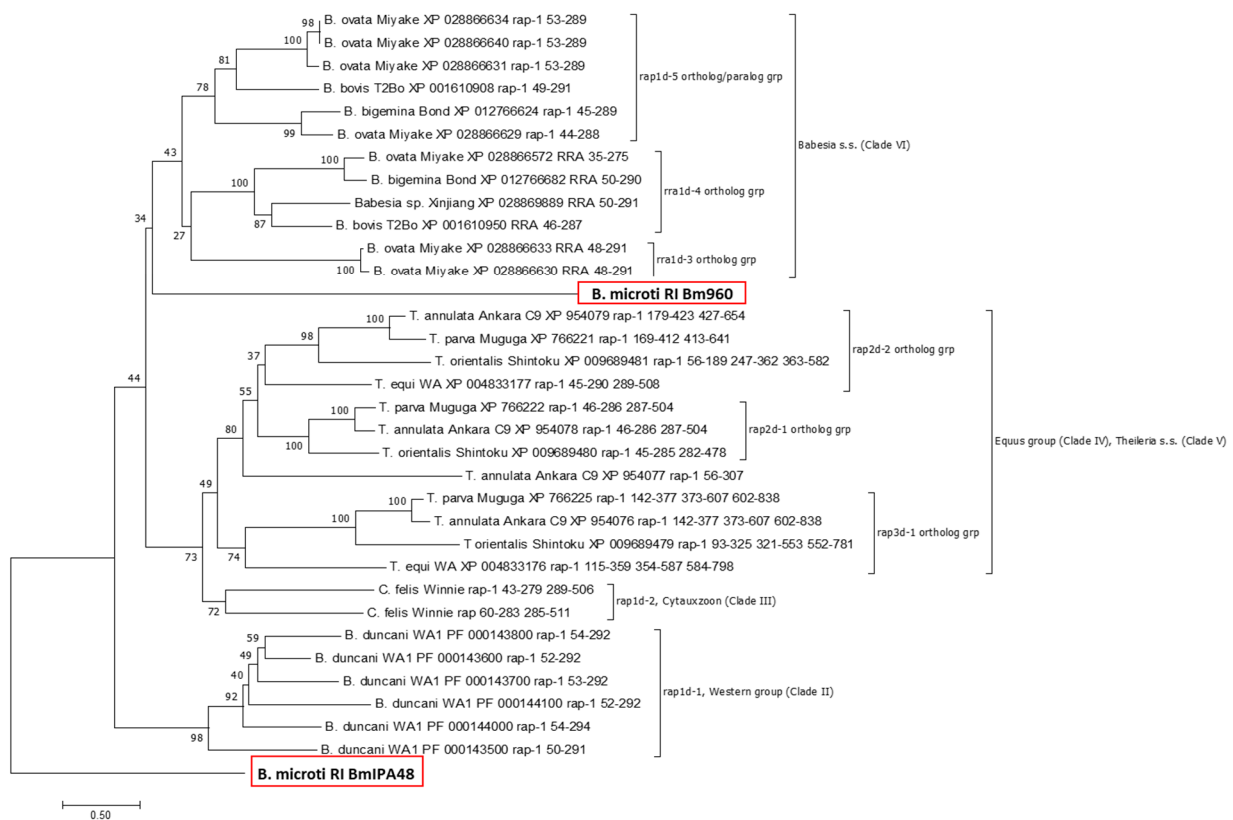 98
B. ovata Miyake XP 028866634 rap-1 53-289
100
B. ovata Miyake XP 028866640 rap-1 53-289
81
B. ovata Miyake XP 028866631 rap-1 53-289
rap1d-5 ortholog/paralog grp
78
B. bovis T2Bo XP 001610908 rap-1 49-291
B. bigemina Bond XP 012766624 rap-1 45-289
99
B. ovata Miyake XP 028866629 rap-1 44-288
43
Babesia s.s. (Clade VI)
100
B. ovata Miyake XP 028866572 RRA 35-275
100
B. bigemina Bond XP 012766682 RRA 50-290
rra1d-4 ortholog grp
Babesia sp. Xinjiang XP 028869889 RRA 50-291
87
B. bovis T2Bo XP 001610950 RRA 46-287
34
27
B. ovata Miyake XP 028866633 RRA 48-291
rra1d-3 ortholog grp
100
B. ovata Miyake XP 028866630 RRA 48-291
B. microti RI Bm960
T. annulata Ankara C9 XP 954079 rap-1 179-423 427-654
100
98
T. parva Muguga XP 766221 rap-1 169-412 413-641
rap2d-2 ortholog grp
37
T. orientalis Shintoku XP 009689481 rap-1 56-189 247-362 363-582
44
T. equi WA XP 004833177 rap-1 45-290 289-508
55
100
T. parva Muguga XP 766222 rap-1 46-286 287-504
80
T. annulata Ankara C9 XP 954078 rap-1 46-286 287-504
rap2d-1 ortholog grp
Equus group (Clade IV), Theileria s.s. (Clade V)
100
T. orientalis Shintoku XP 009689480 rap-1 45-285 282-478
T. annulata Ankara C9 XP 954077 rap-1 56-307
49
100
T. parva Muguga XP 766225 rap-1 142-377 373-607 602-838
100
T. annulata Ankara C9 XP 954076 rap-1 142-377 373-607 602-838
rap3d-1 ortholog grp
T orientalis Shintoku XP 009689479 rap-1 93-325 321-553 552-781
73
74
T. equi WA XP 004833176 rap-1 115-359 354-587 584-798
C. felis Winnie rap-1 43-279 289-506
rap1d-2, Cytauxzoon (Clade III)
72
C. felis Winnie rap 60-283 285-511
59
B. duncani WA1 PF 000143800 rap-1 54-292
49
B. duncani WA1 PF 000143600 rap-1 52-292
40
B. duncani WA1 PF 000143700 rap-1 53-292
rap1d-1, Western group (Clade II)
92
B. duncani WA1 PF 000144100 rap-1 52-292
B. duncani WA1 PF 000144000 rap-1 54-294
98
B. duncani WA1 PF 000143500 rap-1 50-291
B. microti RI BmIPA48
0.50